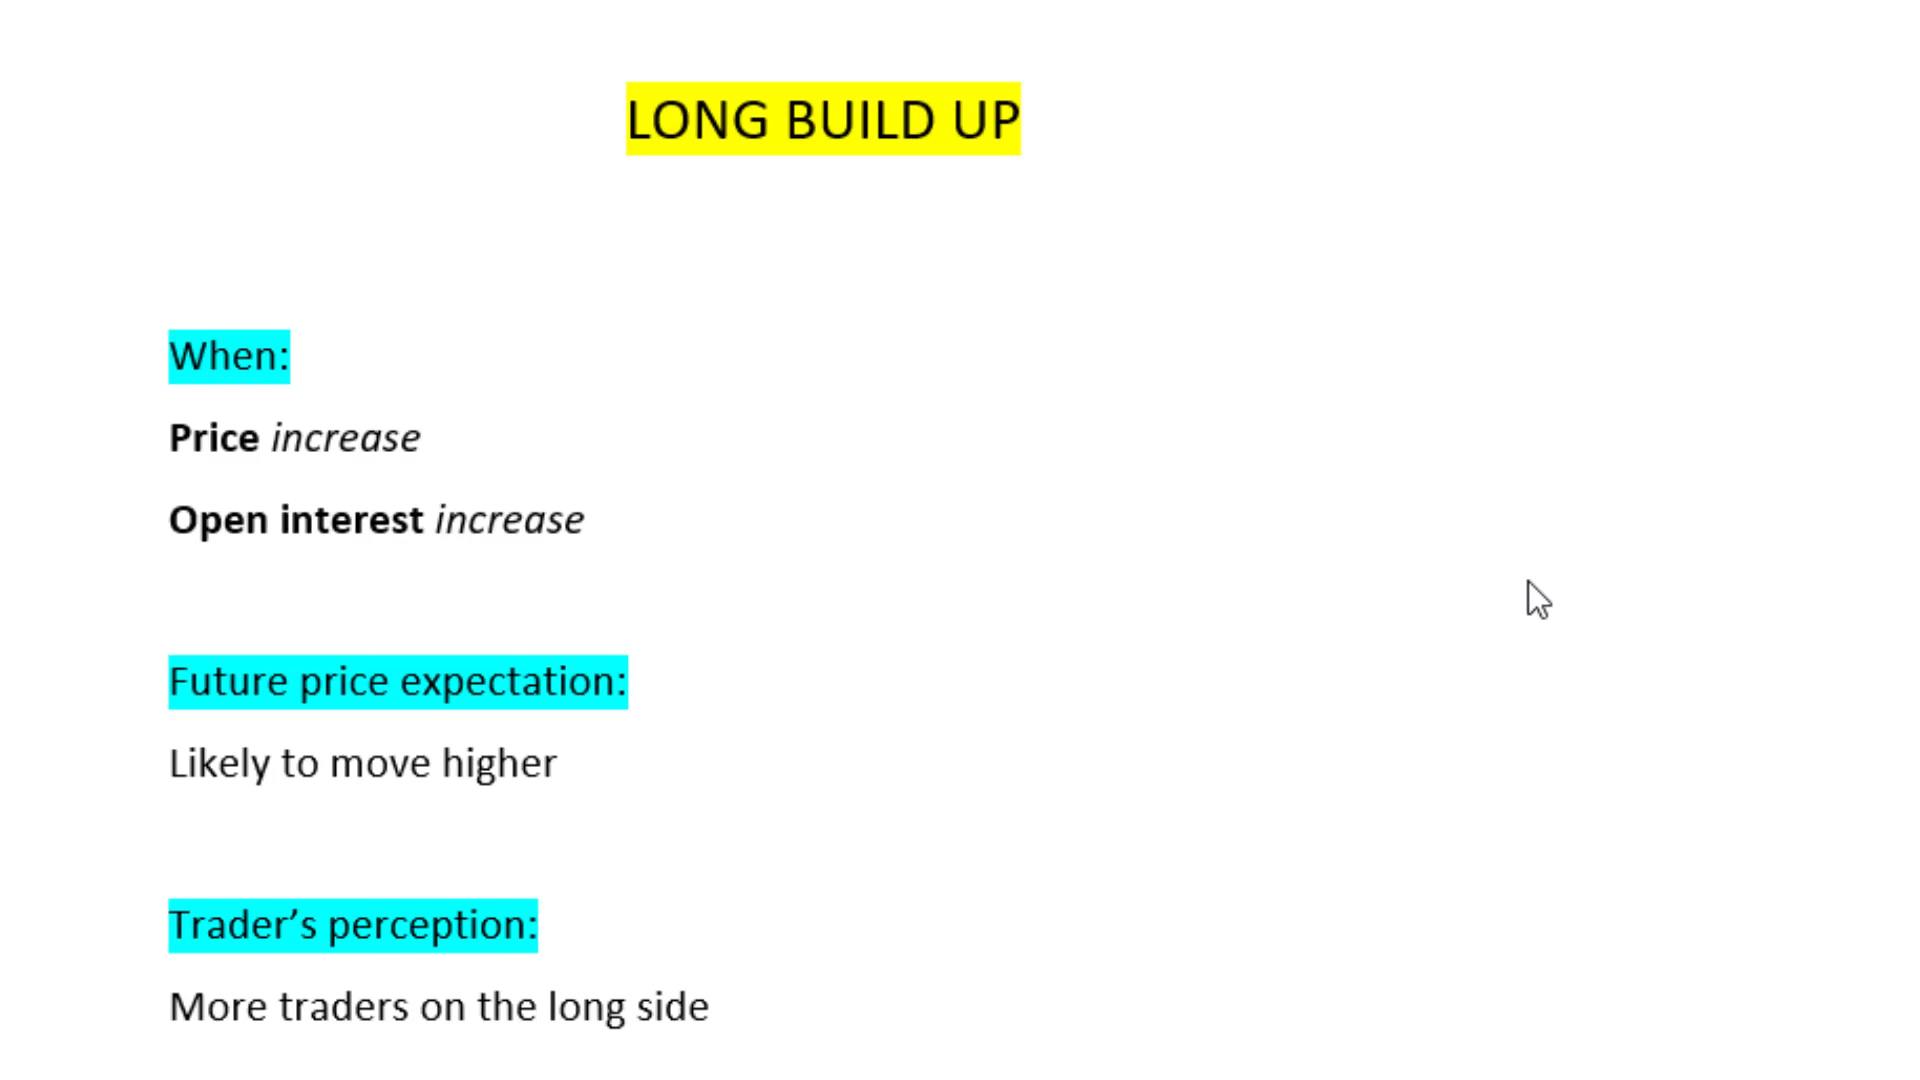 LONG BUILD UP
When:
Price increase
Open interest increase
Future price expectation:
Likely to move higher
Trader’s perception:
More traders on the long side